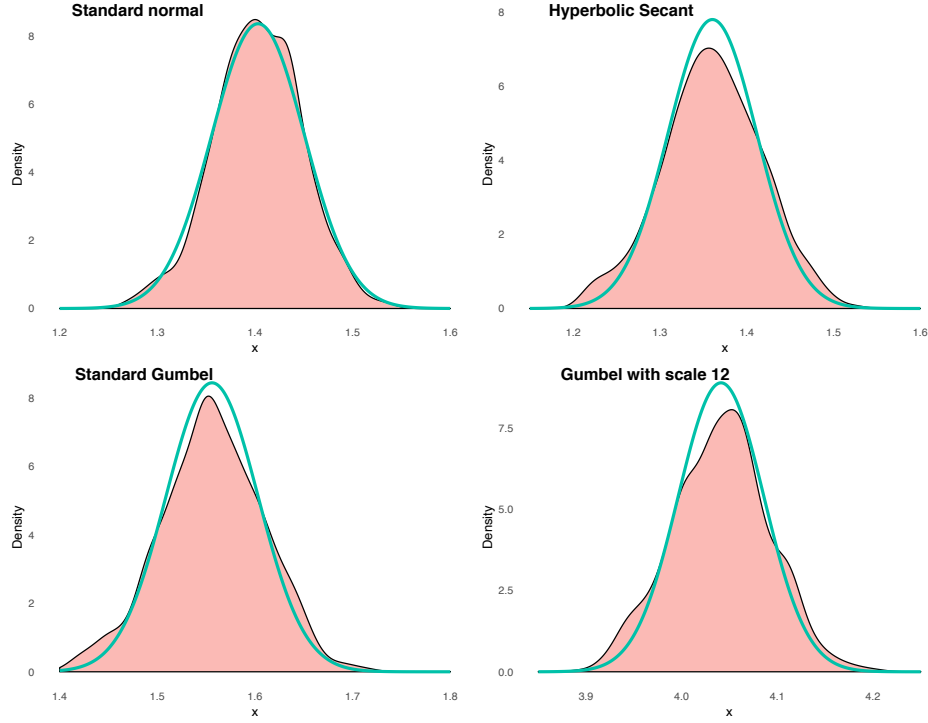 Standard normal
Density
8
6
4
2
0
1.2 1.3 1.4 1.5 1.6
x
Hyperbolic Secant
Density
8
6
4
2
0
1.2 1.3 1.4 1.5 1.6
x
Standard Gumbel
Density
8
6
4
2
0
1.4 1.5 1.6 1.7 1.8
x
Gumbel with scale 12
Density
7.5
5.0
2.5
0.0
3.9 4.0 4.1 4.2
x